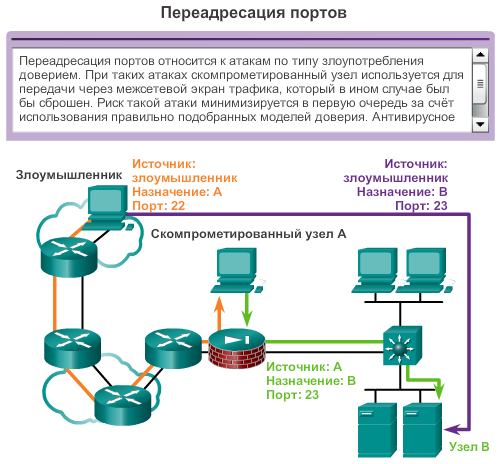 Переадресация портов
Переадресация портов относится к атакам по типу злоупотребления
доверием. При таких атаках скомпрометированный узел используется для
передачи через межсетевой экран трафика, который в ином случае был
бы сброшен. Риск такой атаки минимизируется в первую очередь за счёт
использования правильно подобранных моделей доверия. Антивирусное
Злоумышленник
Источник:
злоумышленник
Назначение: A
Порт: 22
Источник:
злоумышленник
Назначение: B
Порт: 23
Скомпрометированный узел A
Источник: A
Назначение: B
Порт: 23
Узел B